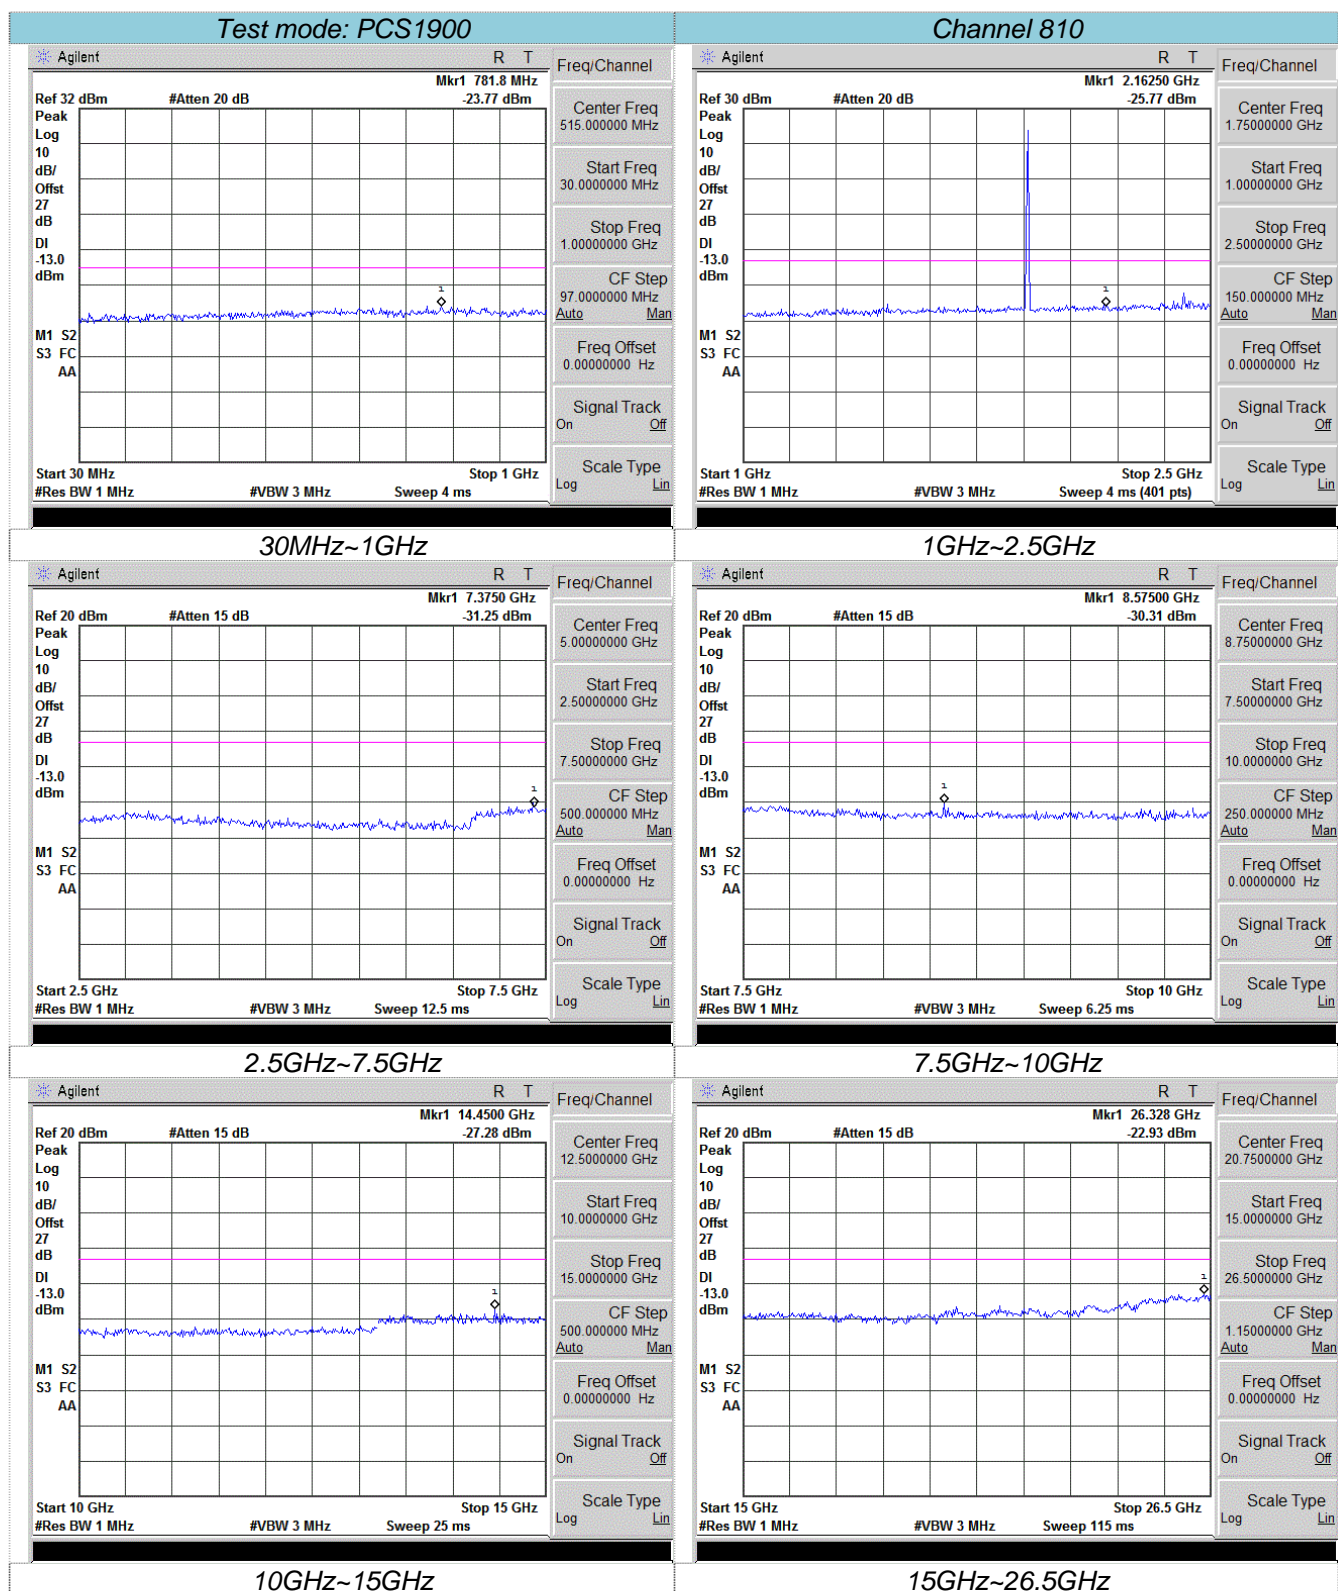 Test mode: PCS1900
Channel 810
Agilent R T
Freq/Channel
Mkr1 781.8 MHz
Ref 32 dBm #Atten 20 dB -23.77 dBm
Peak
Log
10
dB/
Offst
27
dB
DI
-13.0
dBm
1
M1 S2
S3 FC
AA
Start 30 MHz Stop 1 GHz
#Res BW 1 MHz #VBW 3 MHz Sweep 4 ms
Center Freq
515.000000 MHz
Start Freq
30.0000000 MHz
Stop Freq
1.00000000 GHz
CF Step
97.0000000 MHz
Auto Man
Freq Offset
0.00000000 Hz
Signal Track
On Off
Scale Type
Log Lin
Agilent R T
Freq/Channel
Mkr1 2.16250 GHz
Ref 30 dBm #Atten 20 dB -25.77 dBm
Peak
Log
10
dB/
Offst
27
dB
DI
-13.0
dBm
1
M1 S2
S3 FC
AA
Start 1 GHz Stop 2.5 GHz
#Res BW 1 MHz #VBW 3 MHz Sweep 4 ms (401 pts)
Center Freq
1.75000000 GHz
Start Freq
1.00000000 GHz
Stop Freq
2.50000000 GHz
CF Step
150.000000 MHz
Auto Man
Freq Offset
0.00000000 Hz
Signal Track
On Off
Scale Type
Log Lin
30MHz~1GHz
1GHz~2.5GHz
Agilent R T
Freq/Channel
Mkr1 7.3750 GHz
Ref 20 dBm #Atten 15 dB -31.25 dBm
Peak
Log
10
dB/
Offst
27
dB
DI
-13.0
dBm
1
M1 S2
S3 FC
AA
Start 2.5 GHz Stop 7.5 GHz
#Res BW 1 MHz #VBW 3 MHz Sweep 12.5 ms
Center Freq
5.00000000 GHz
Start Freq
2.50000000 GHz
Stop Freq
7.50000000 GHz
CF Step
500.000000 MHz
Auto Man
Freq Offset
0.00000000 Hz
Signal Track
On Off
Scale Type
Log Lin
Agilent R T
Freq/Channel
Mkr1 8.57500 GHz
Ref 20 dBm #Atten 15 dB -30.31 dBm
Peak
Log
10
dB/
Offst
27
dB
DI
-13.0
dBm
1
M1 S2
S3 FC
AA
Start 7.5 GHz Stop 10 GHz
#Res BW 1 MHz #VBW 3 MHz Sweep 6.25 ms
Center Freq
8.75000000 GHz
Start Freq
7.50000000 GHz
Stop Freq
10.0000000 GHz
CF Step
250.000000 MHz
Auto Man
Freq Offset
0.00000000 Hz
Signal Track
On Off
Scale Type
Log Lin
2.5GHz~7.5GHz
7.5GHz~10GHz
Agilent R T
Freq/Channel
Mkr1 14.4500 GHz
Ref 20 dBm #Atten 15 dB -27.28 dBm
Peak
Log
10
dB/
Offst
27
dB
DI
-13.0
dBm
1
M1 S2
S3 FC
AA
Start 10 GHz Stop 15 GHz
#Res BW 1 MHz #VBW 3 MHz Sweep 25 ms
Center Freq
12.5000000 GHz
Start Freq
10.0000000 GHz
Stop Freq
15.0000000 GHz
CF Step
500.000000 MHz
Auto Man
Freq Offset
0.00000000 Hz
Signal Track
On Off
Scale Type
Log Lin
Agilent R T
Freq/Channel
Mkr1 26.328 GHz
Ref 20 dBm #Atten 15 dB -22.93 dBm
Peak
Log
10
dB/
Offst
27
dB
DI
-13.0
dBm
1
M1 S2
S3 FC
AA
Start 15 GHz Stop 26.5 GHz
#Res BW 1 MHz #VBW 3 MHz Sweep 115 ms
Center Freq
20.7500000 GHz
Start Freq
15.0000000 GHz
Stop Freq
26.5000000 GHz
CF Step
1.15000000 GHz
Auto Man
Freq Offset
0.00000000 Hz
Signal Track
On Off
Scale Type
Log Lin
10GHz~15GHz
15GHz~26.5GHz